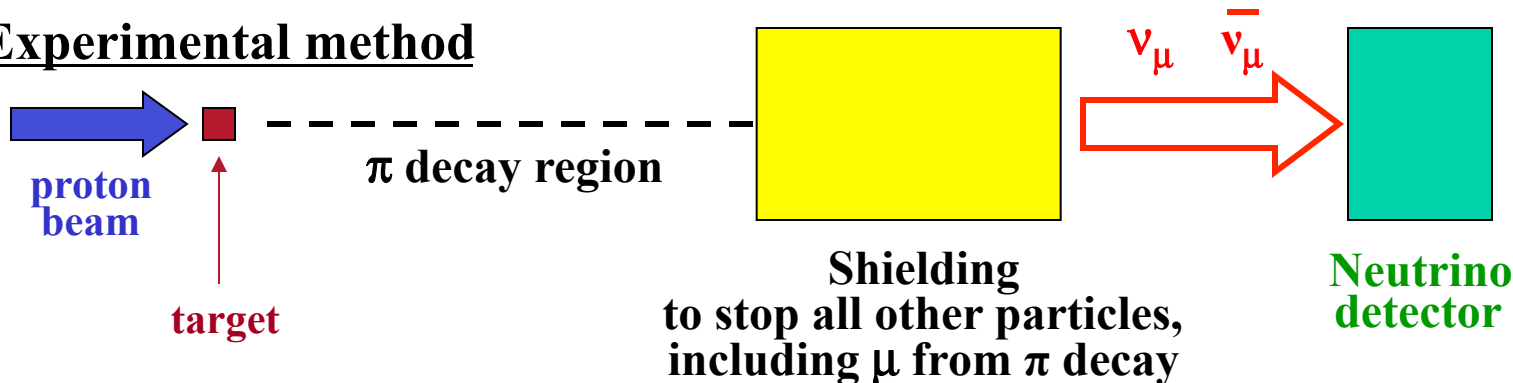 Experimental method
νμ ν̄μ
π decay region
proton
beam
target
Shielding
to stop all other particles,
including μ from π decay
Neutrino
detector